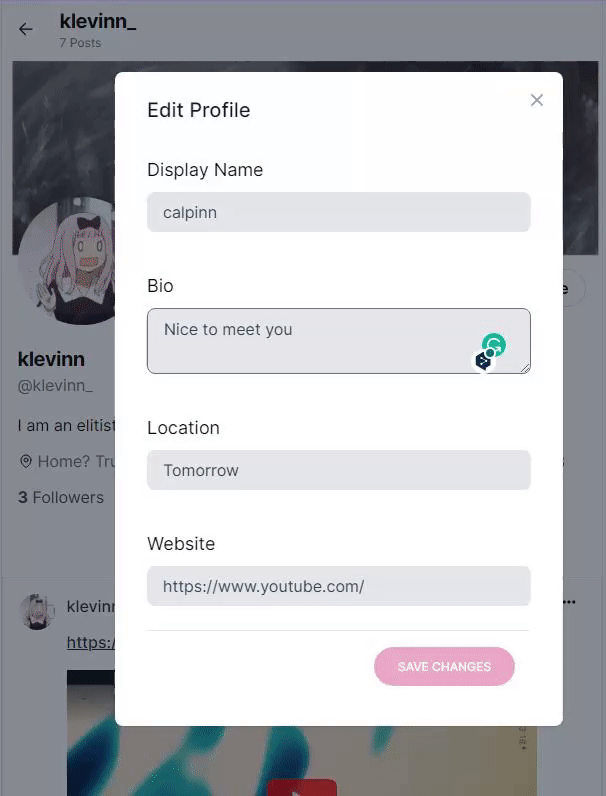 klevinn_
7 Posts
Edit Profile
Display Name
calpinn
Bio
Nice to meet you
klevinn
@klevinn_
I am an elitist
Location
Home?
Tomorrow
3 Followers
Website
https://www.youtube.com/
klevinn
https:/
SAVE CHANGES